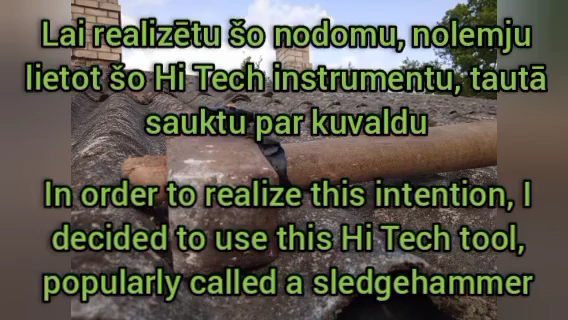 Lai realizētu šo nodomu, nolemju
lietot šo Hi Tech instrumentu, tautā
sauktu par kuvaldu
In order to realize this intention, I
decided to use this Hi Tech tool,
popularly called a sledgehammer